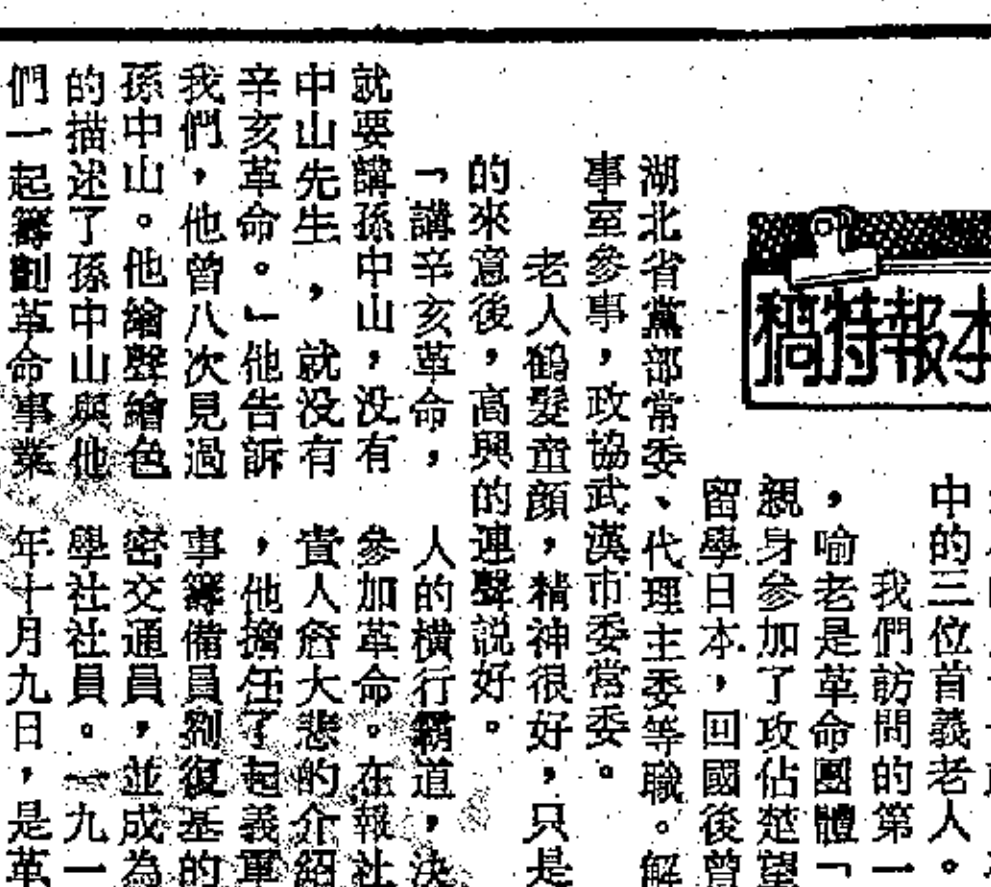 本報特稿
中的三位首義老人。
我們訪問的第一
，喻老是革命團體「
親身參加了攻佔楚望
留學日本，回國後曾
湖北省黨部常委、代理主委等職。解
事室參事，政協武漢市委常委。
老人鶴髮童顏，精神很好，只是
的來意後，高興的連聲説好。
「講辛亥革命，
就要講孫中山，没有
中山先生，就没有
辛亥革命。」他告訴
我們，他曾八次見過
孫中山。他繪聲繪色
的描述了孫中山與他
們一起籌劃革命事業
人的橫行霸道，決
參加革命。在報社
責人詹大悲的介紹
，他擔任了起義軍
事籌備員劉復基的
密交通員，並成為
學社社員。一九一
年十月九日，是革